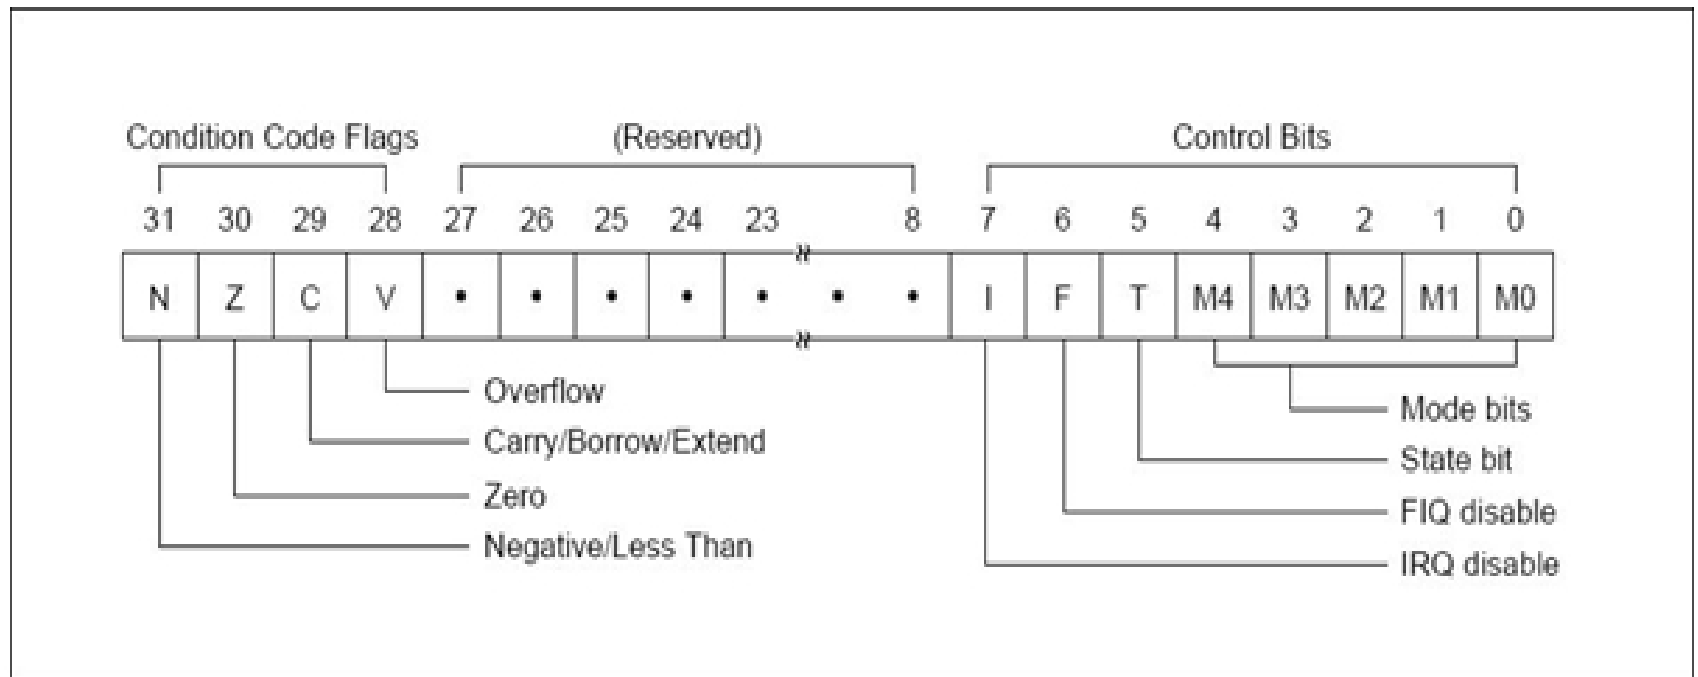 Condition Code Flags (Reserved) Control Bits
31 30 29 28 27 26 25 24 23 8 7 6 5 4 3 2 1 0
N Z C V • • • • • • • I F T M4 M3 M2 M1 M0
Overflow
Carry/Borrow/Extend
Zero
Negative/Less Than
Mode bits
State bit
FIQ disable
IRQ disable